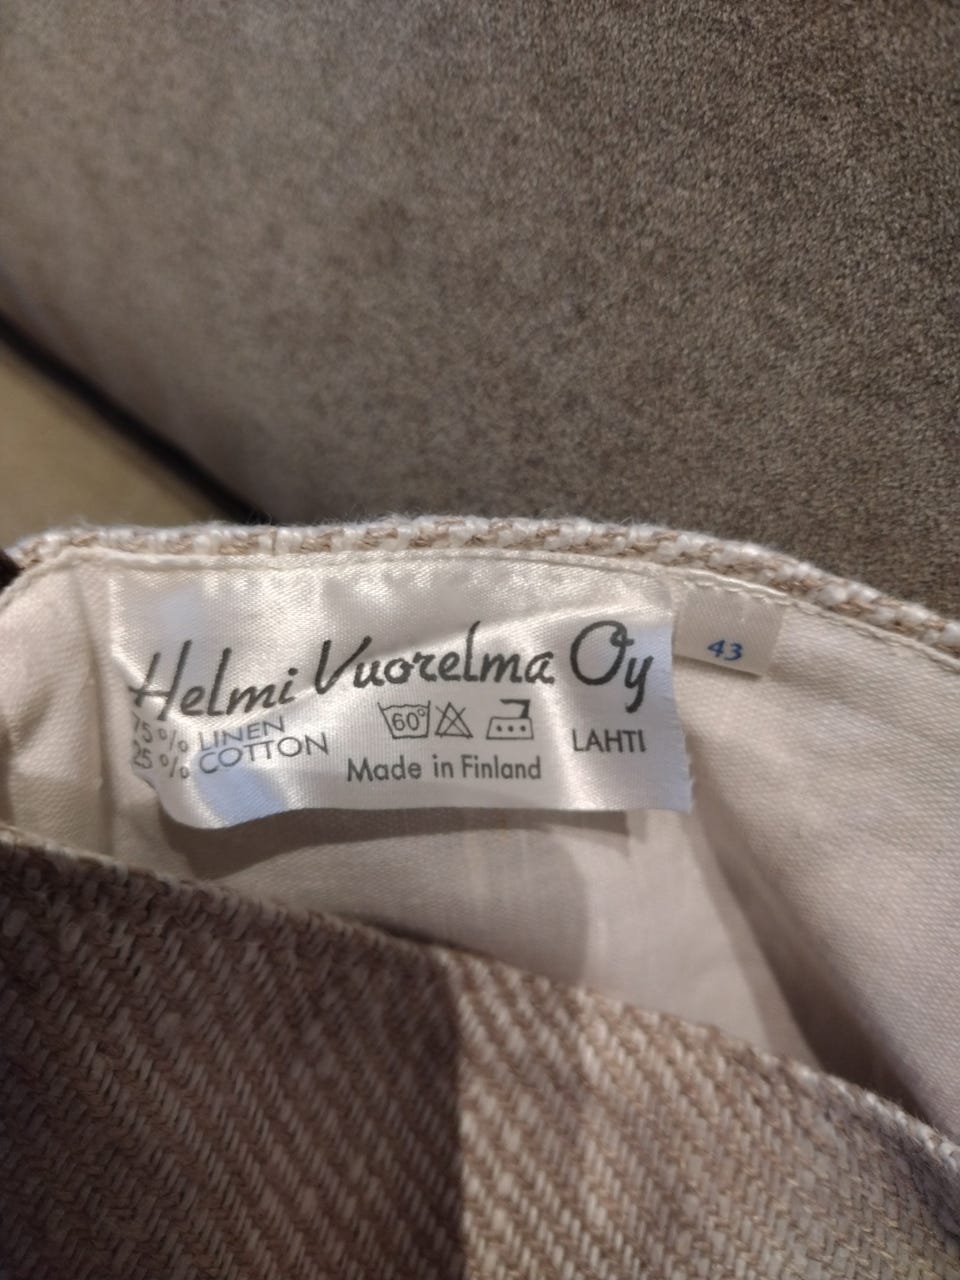 Helmi Vuorelma Oy
75% LINEN
25% COTTON
60°
LAHTI
Made in Finland
43